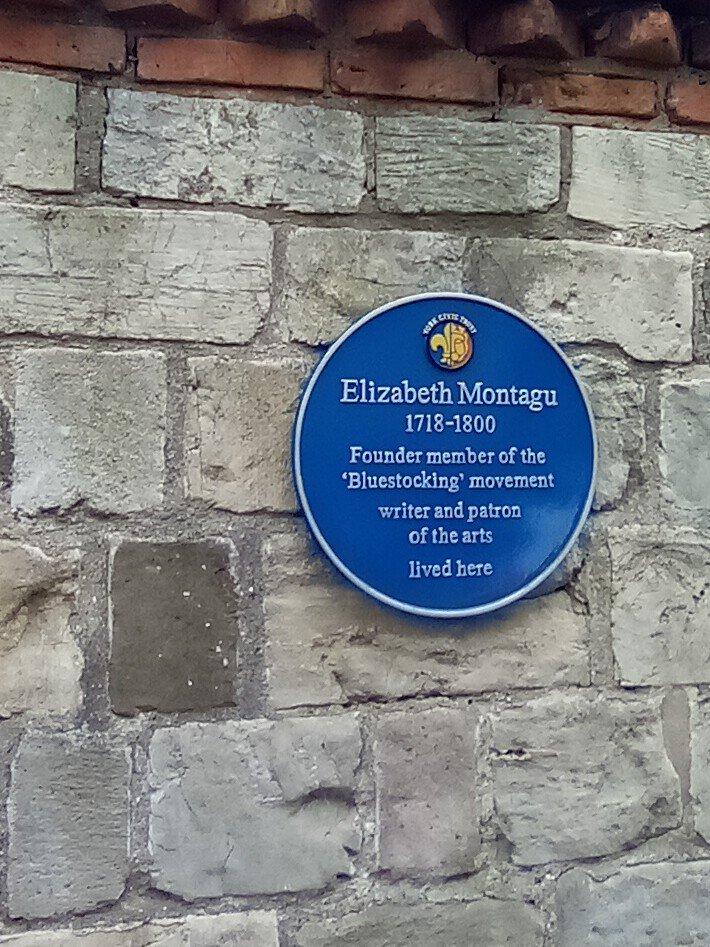 YORK CIVIC TRUST
Elizabeth Montagu
1718-1800
Founder member of the
‘Bluestocking’ movement
writer and patron
of the arts
lived here